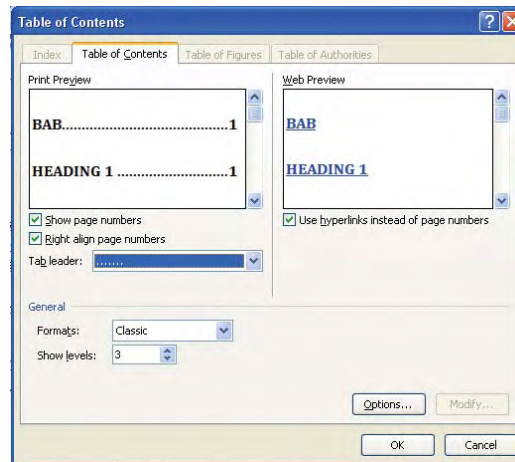 Table of Contents
Index Table of Contents Table of Figures Table of Authorities
Print Preview
BAB..........................................1
HEADING 1 ............................1
Show page numbers
Right align page numbers
Tab leader: .......
Web Preview
BAB
HEADING 1
Use hyperlinks instead of page numbers
General
Formats: Classic
Show levels: 3
Options... Modify...
OK Cancel